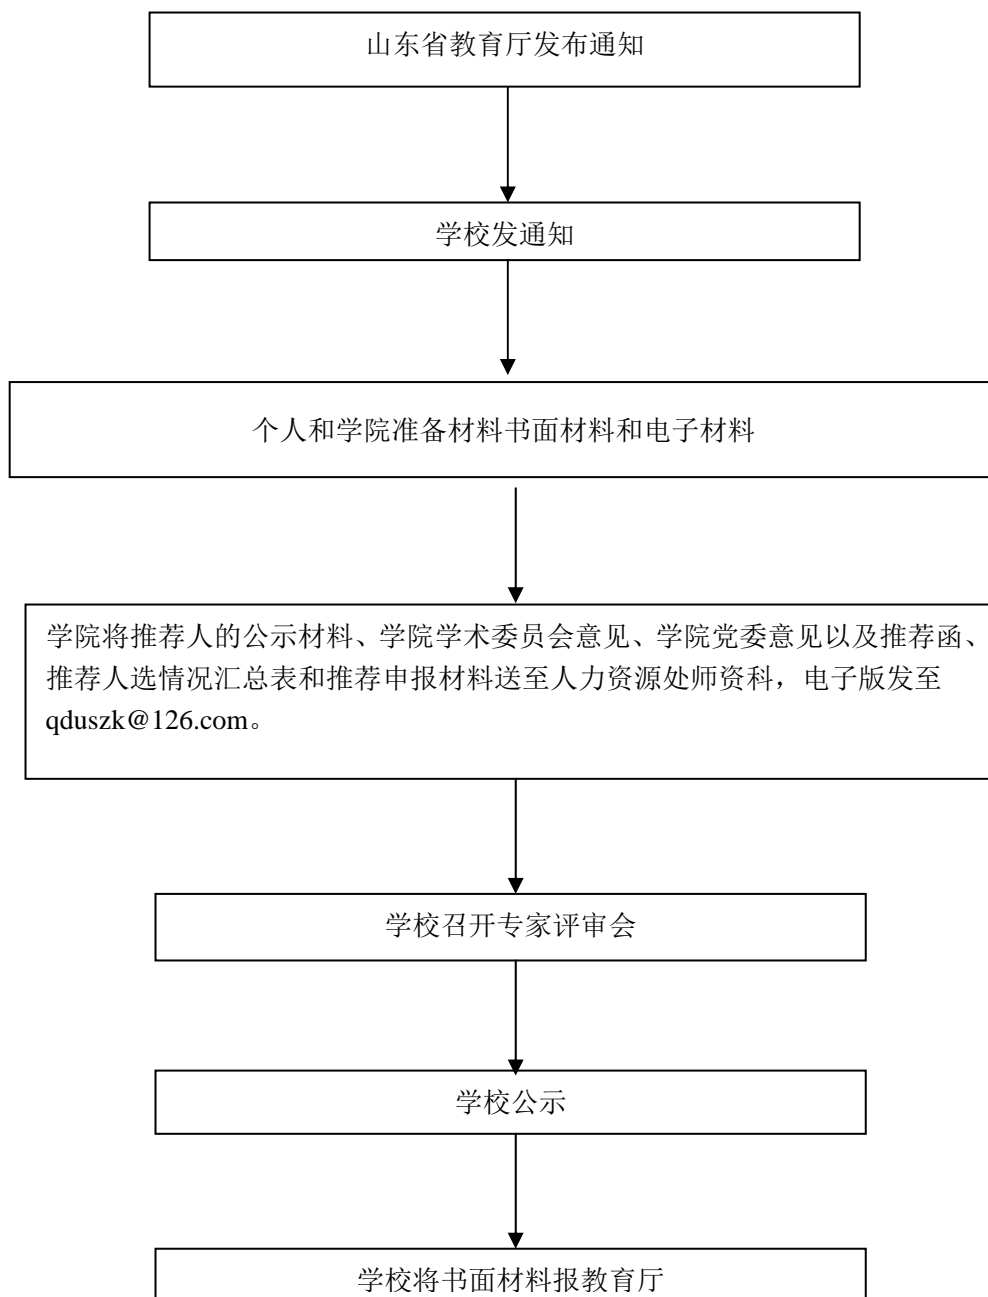 山东省教育厅发布通知
学校发通知
个人和学院准备材料书面材料和电子材料
学院将推荐人的公示材料、学院学术委员会意见、学院党委意见以及推荐函、
推荐人选情况汇总表和推荐申报材料送至人力资源处师资科，电子版发至
qduszk@126.com。
学校召开专家评审会
学校公示
学校将书面材料报教育厅